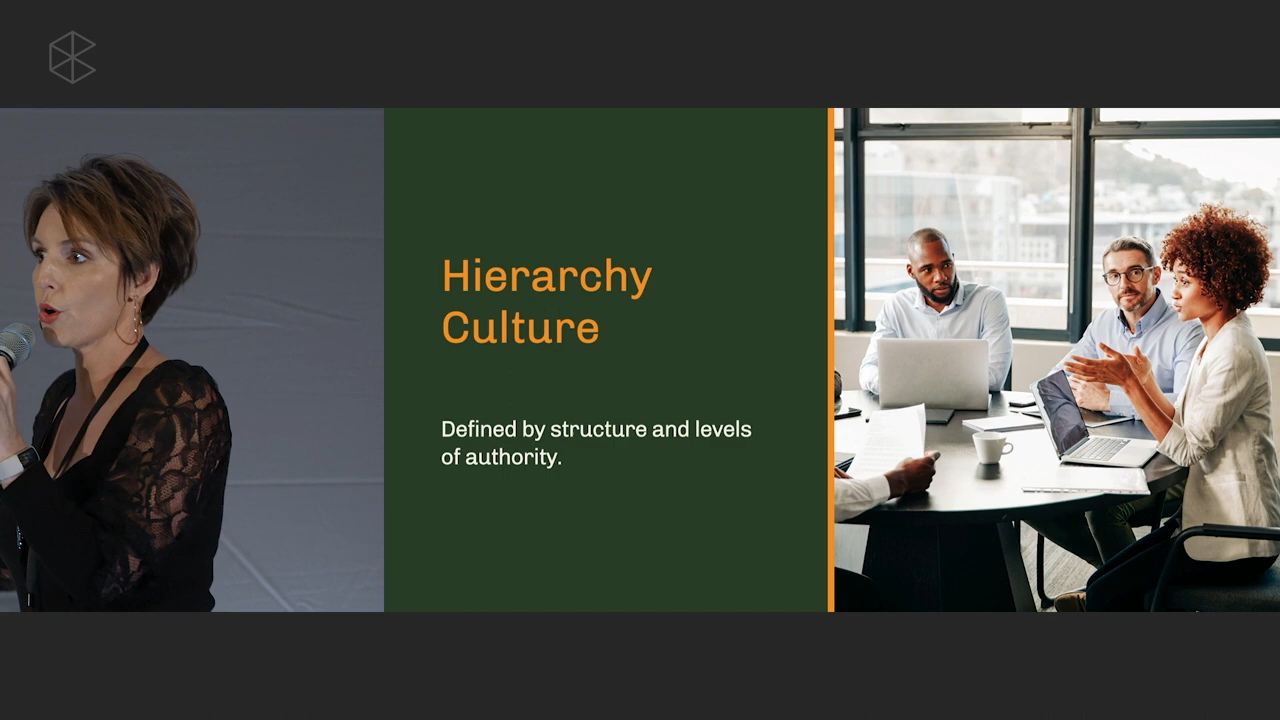 Hierarchy
Culture
Defined by structure and levels
of authority.